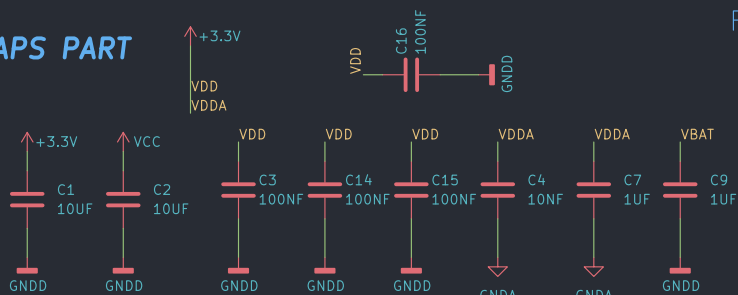 APS PART
+3.3V
VDD
VDDA
VDD
C16
100NF
GNDD
+3.3V
VCC
VDD
VDD
VDD
VDDA
VDDA
VBAT
C1
10UF
C2
10UF
C3
100NF
C14
100NF
C15
100NF
C4
10NF
C7
1UF
C9
1UF
GNDD
GNDD
GNDD
GNDD
GNDD
GNDA
GNDA
GNDD